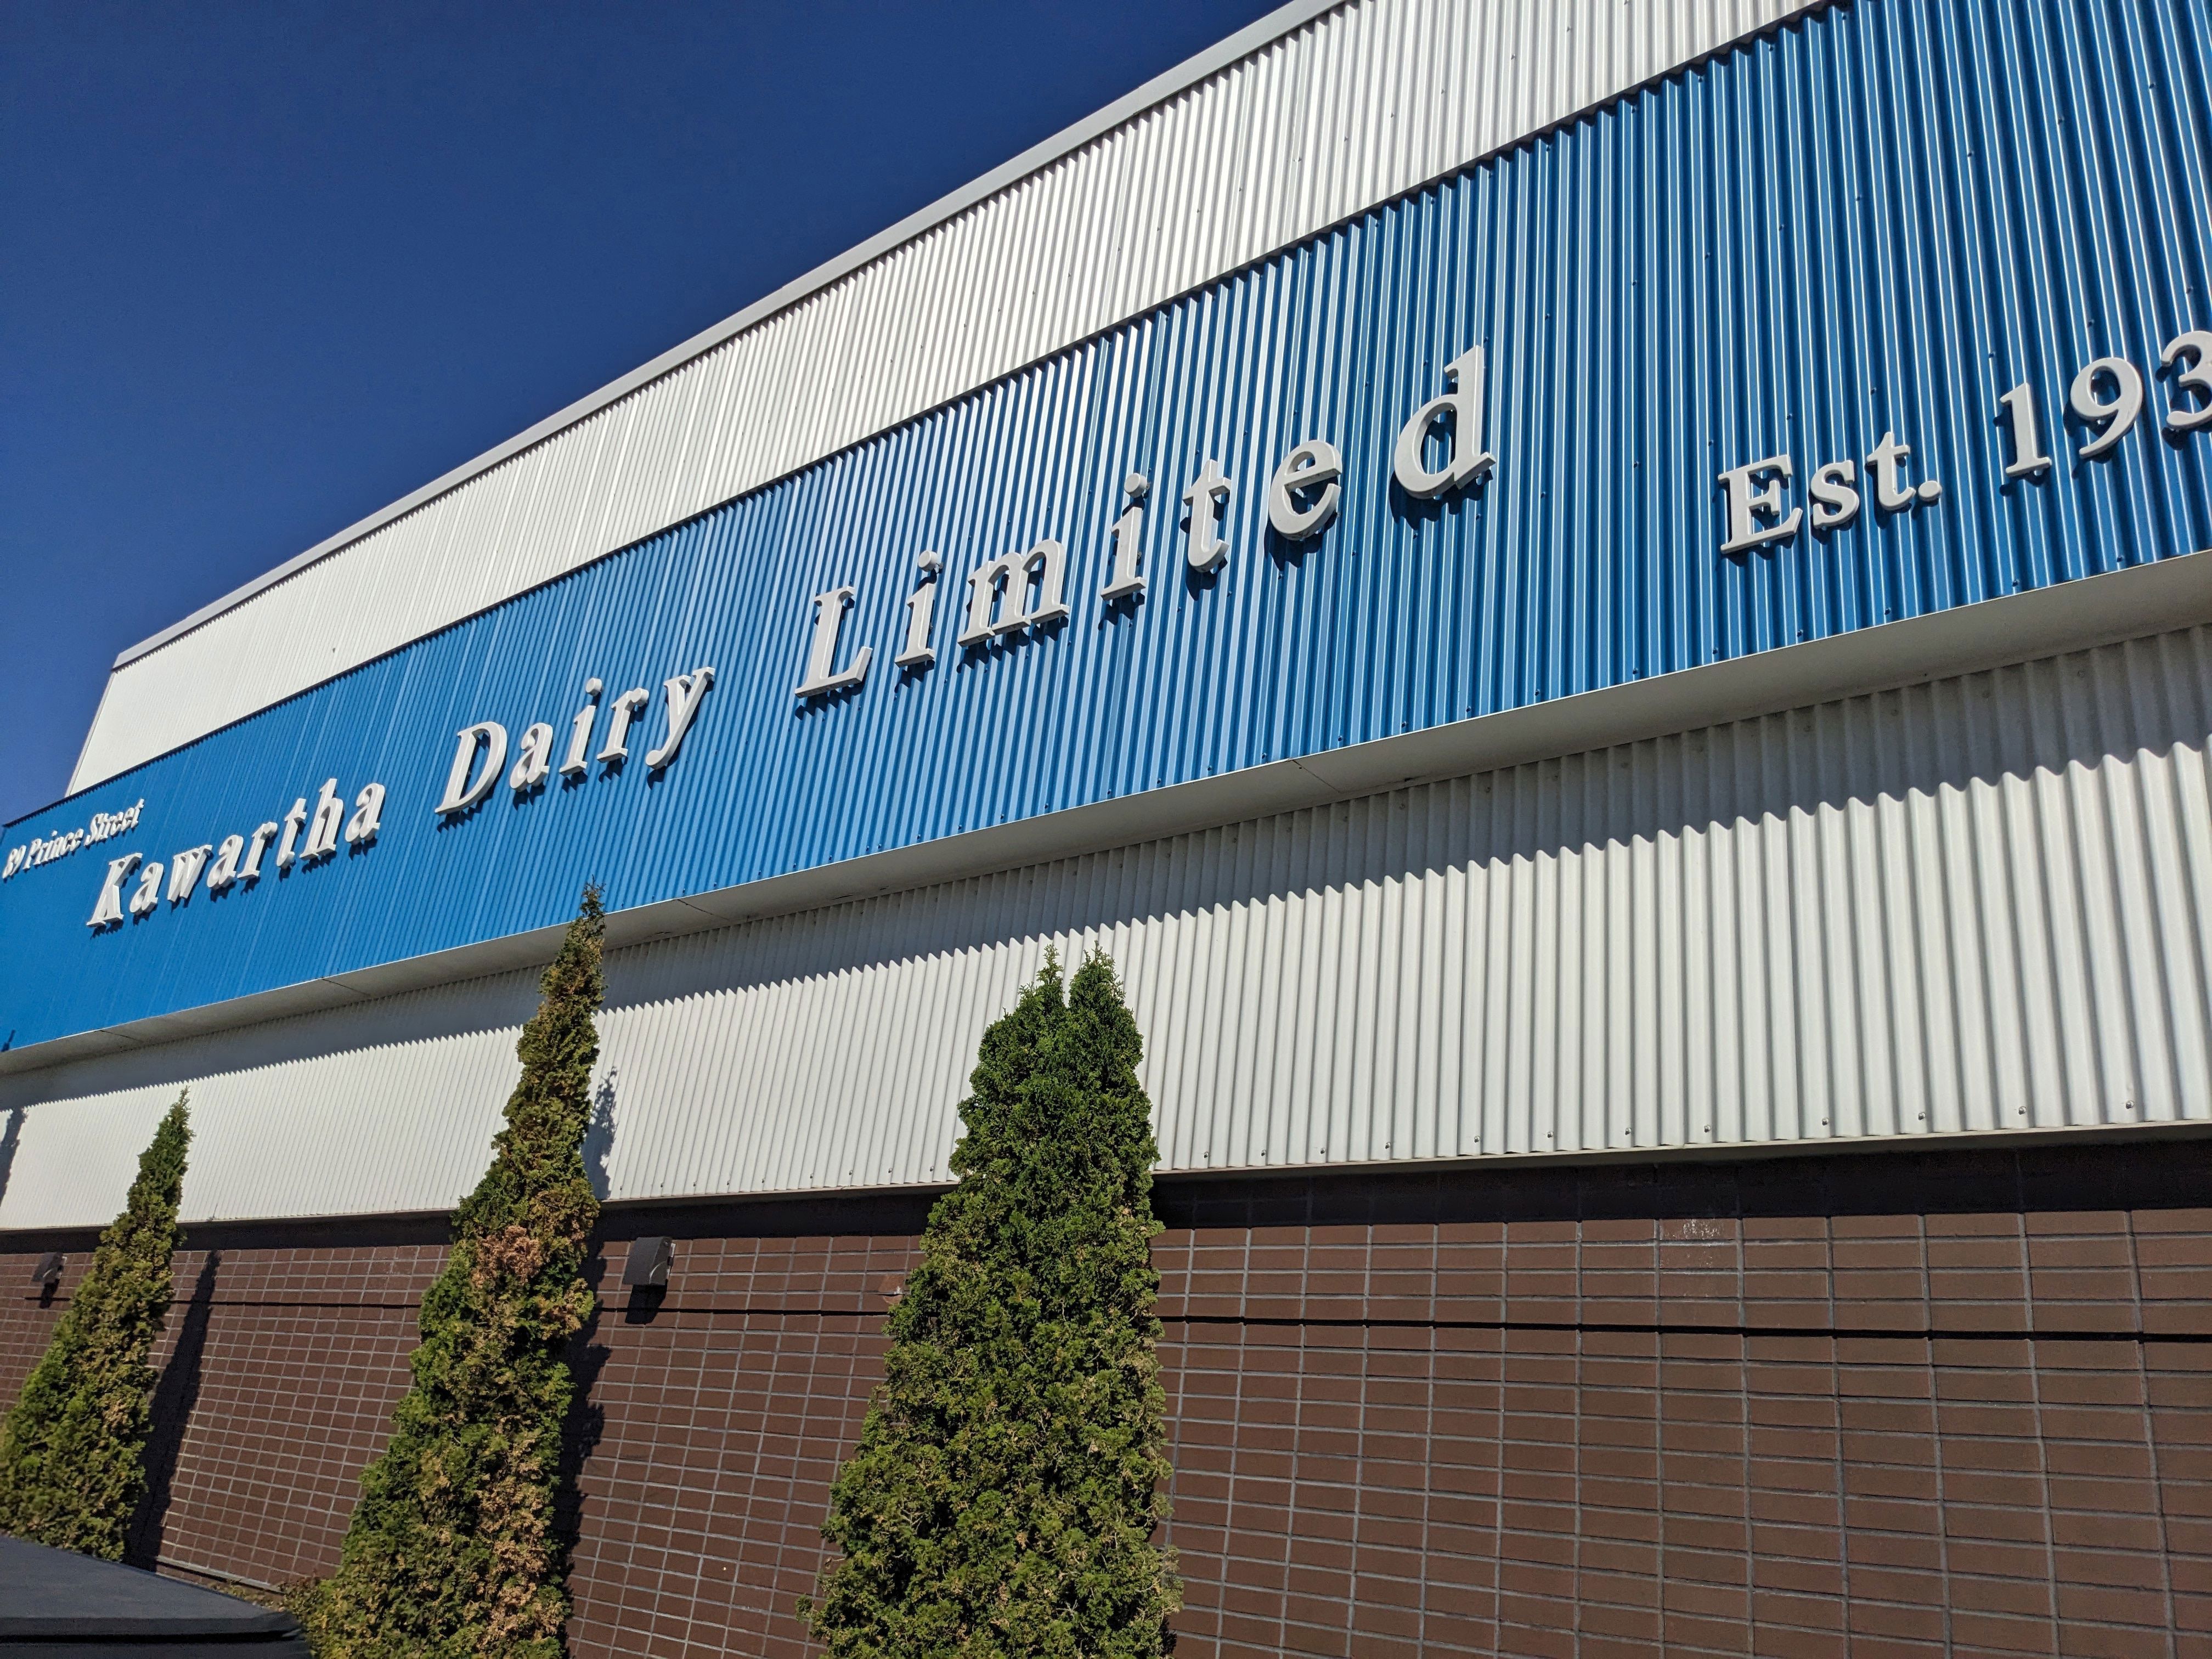 89 Prince Street
Kawartha Dairy Limited
Est. 193